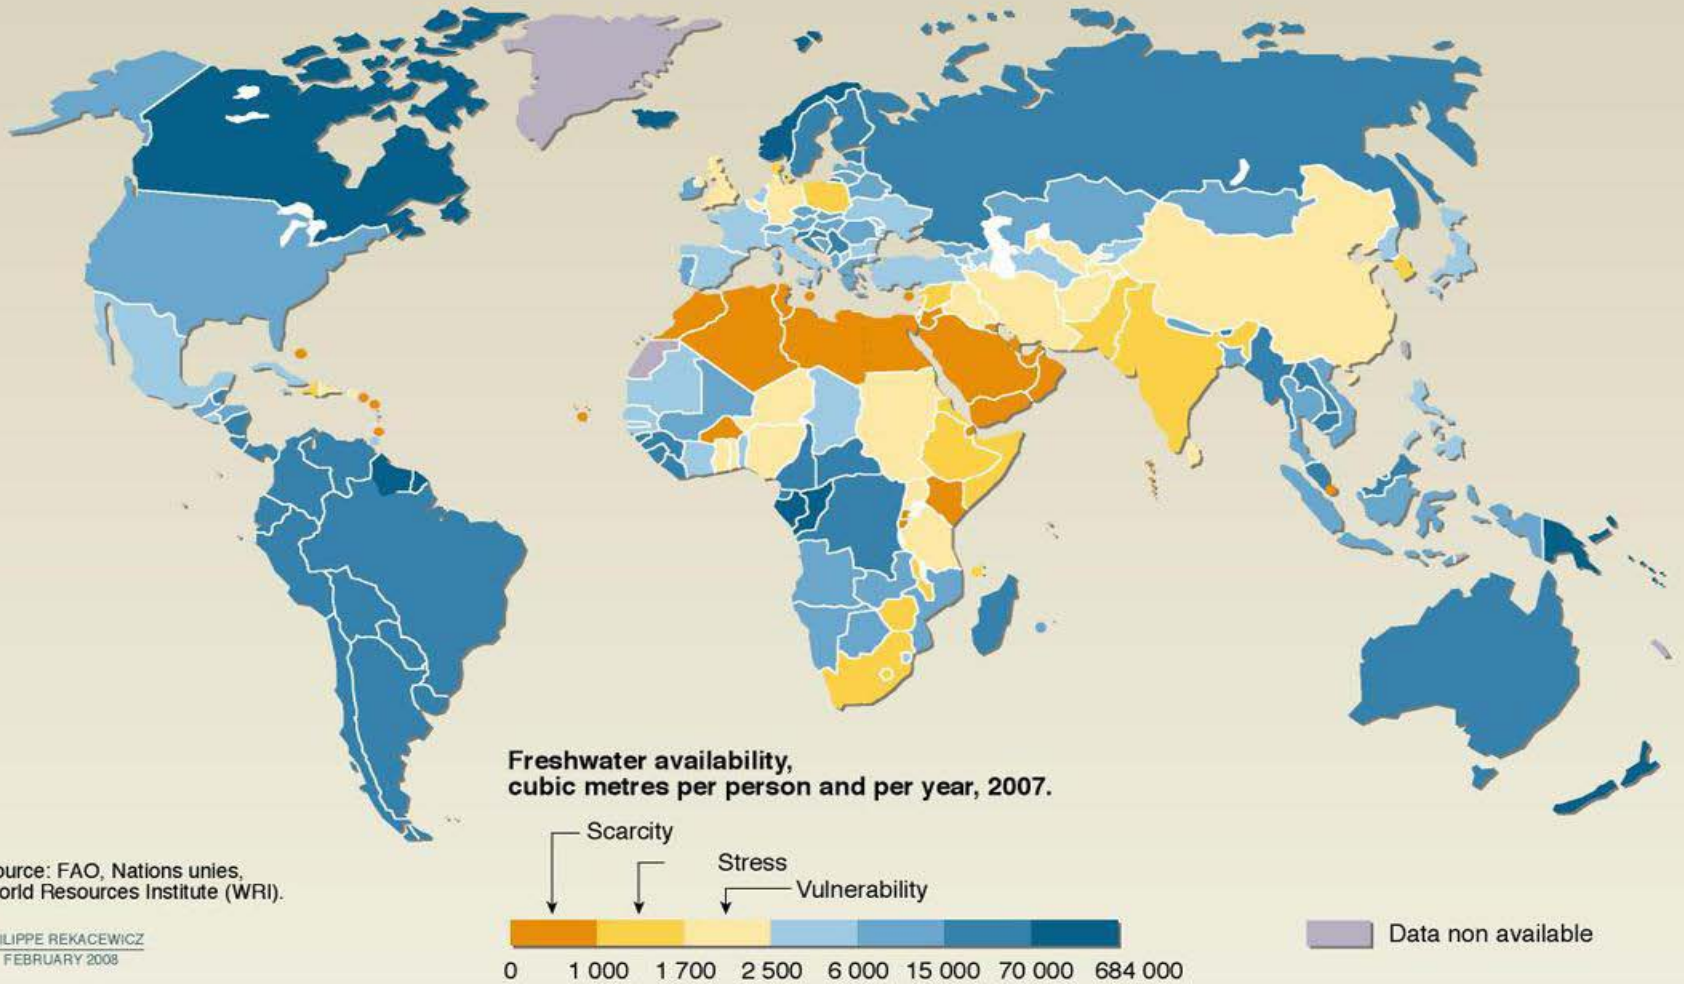 Freshwater availability,
cubic metres per person and per year, 2007.
Scarcity
Stress
Vulnerability
0 1 000 1 700 2 500 6 000 15 000 70 000 684 000
Data non available
ource: FAO, Nations unies,
orld Resources Institute (WRI).
ILIPPE REKACEWICZ
FEBRUARY 2008